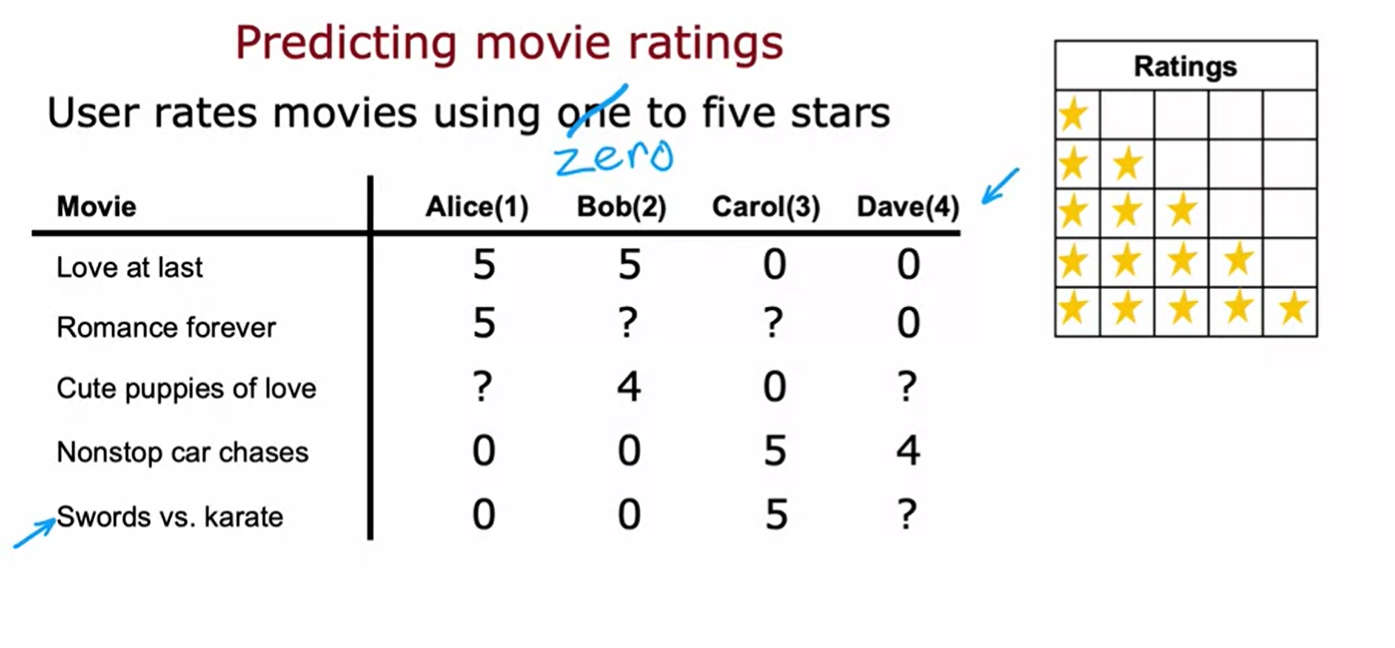 Predicting movie ratings
User rates movies using one to five stars
zero
Ratings
Movie Alice(1) Bob(2) Carol(3) Dave(4)
Love at last 5 5 0 0
Romance forever 5 ? ? 0
Cute puppies of love ? 4 0 ?
Nonstop car chases 0 0 5 4
Swords vs. karate 0 0 5 ?